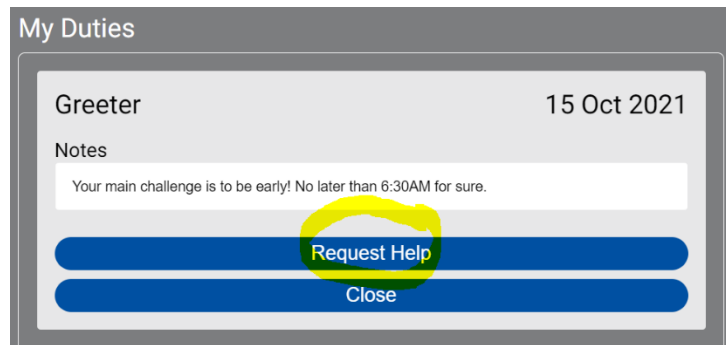 My Duties
Greeter 15 Oct 2021
Notes
Your main challenge is to be early! No later than 6:30AM for sure.
Request Help
Close